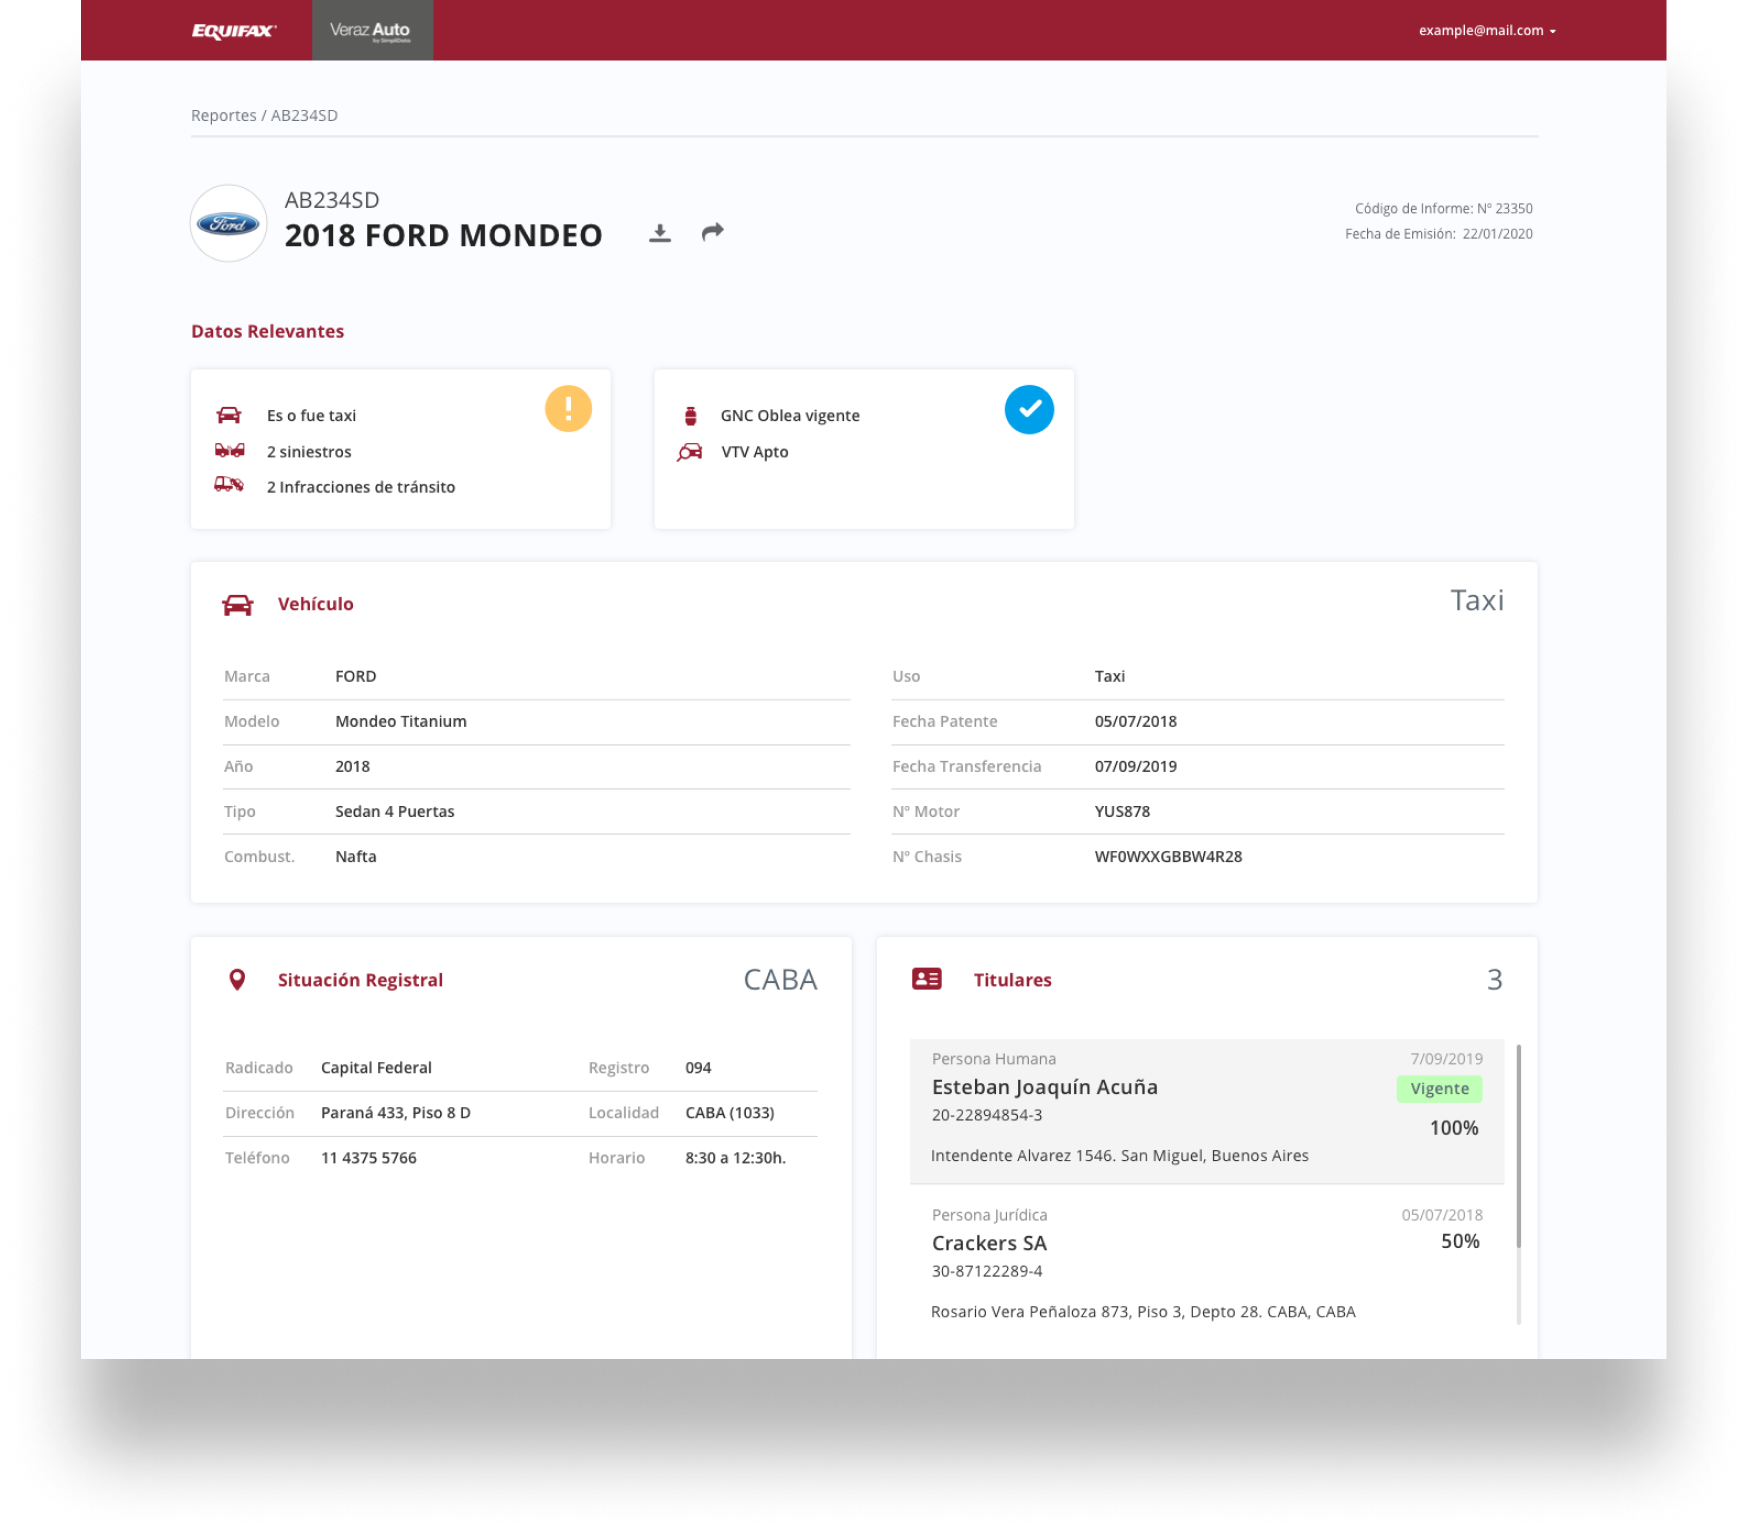 EQUIFAX
Veraz Auto
by SimpliData
example@mail.com
Reportes / AB234SD
Ford
AB234SD
2018 FORD MONDEO
Código de Informe: Nº 23350
Fecha de Emisión: 22/01/2020
Datos Relevantes
Es o fue taxi
2 siniestros
2 Infracciones de tránsito
GNC Oblea vigente
VTV Apto
Vehículo
Taxi
Marca FORD
Modelo Mondeo Titanium
Año 2018
Tipo Sedan 4 Puertas
Combust. Nafta
Uso Taxi
Fecha Patente 05/07/2018
Fecha Transferencia 07/09/2019
Nº Motor YUS878
Nº Chasis WF0WXXGBBW4R28
Situación Registral
CABA
Radicado Capital Federal Registro 094
Dirección Paraná 433, Piso 8 D Localidad CABA (1033)
Teléfono 11 4375 5766 Horario 8:30 a 12:30h.
Titulares
3
Persona Humana 7/09/2019
Esteban Joaquín Acuña Vigente
20-22894854-3 100%
Intendente Alvarez 1546. San Miguel, Buenos Aires
Persona Jurídica 05/07/2018
Crackers SA 50%
30-87122289-4
Rosario Vera Peñaloza 873, Piso 3, Depto 28. CABA, CABA